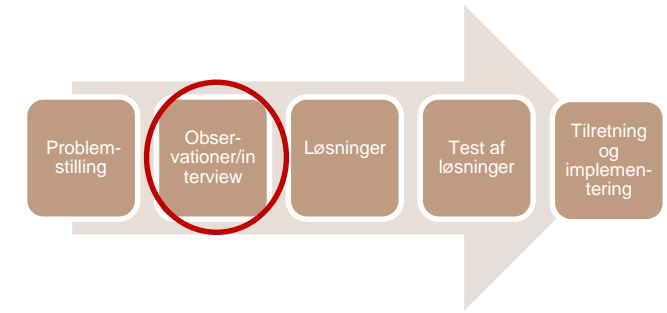 Problem-
stilling
Obser-
vationer/in
terview
Løsninger
Test af
løsninger
Tilretning
og
implemen-
tering